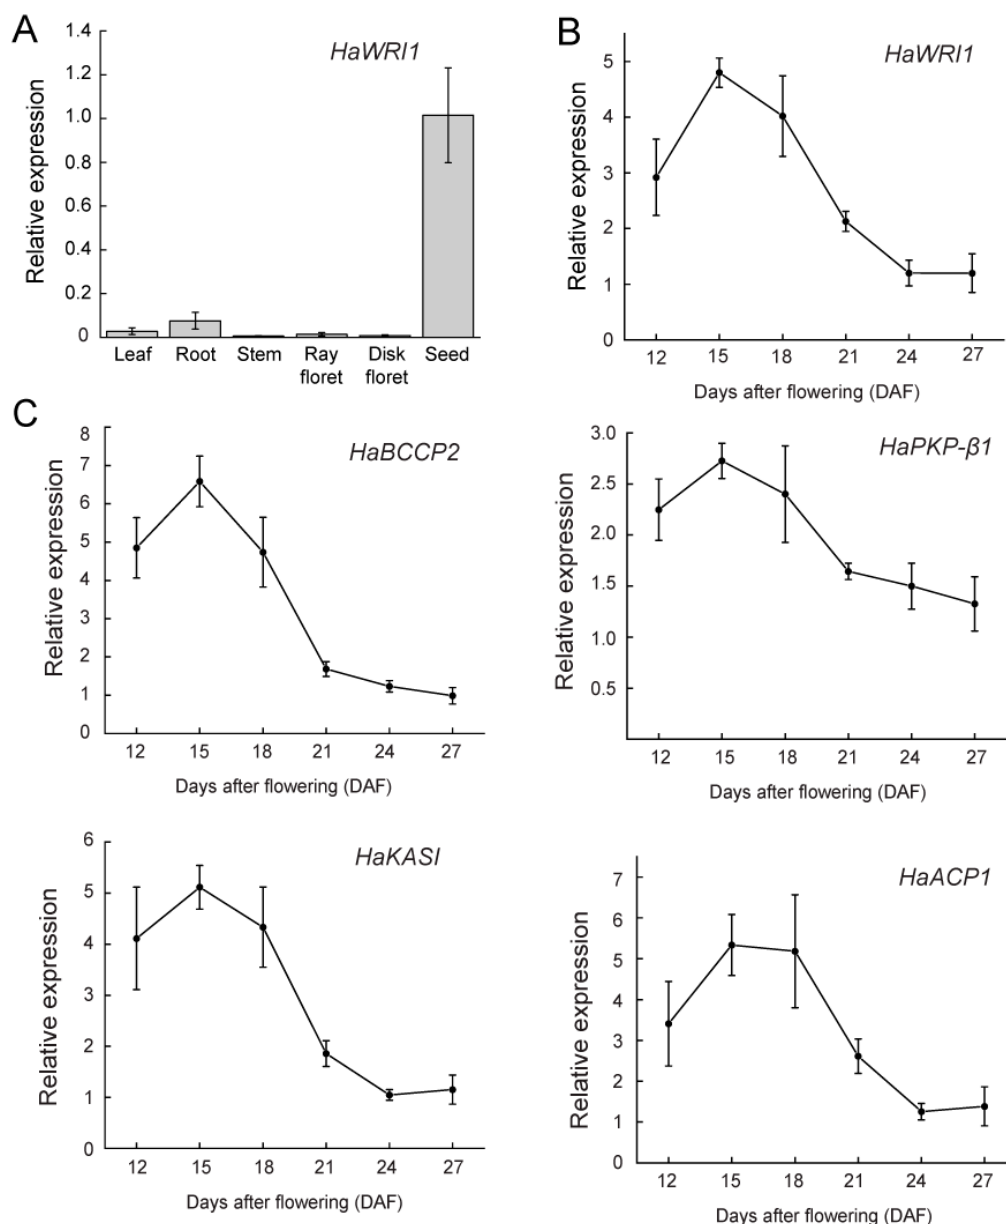 A
HaWRI1
Relative expression
1.4
1.2
1.0
0.8
0.6
0.4
0.2
0
Leaf Root Stem Ray floret Disk floret Seed
B
HaWRI1
Relative expression
5
4
3
2
1
0
12 15 18 21 24 27
Days after flowering (DAF)
C
HaBCCP2
Relative expression
8
7
6
5
4
3
2
1
0
12 15 18 21 24 27
Days after flowering (DAF)
HaPKP-β1
Relative expression
3.0
2.5
2.0
1.5
1.0
0.5
12 15 18 21 24 27
Days after flowering (DAF)
HaKASI
Relative expression
6
5
4
3
2
1
0
12 15 18 21 24 27
Days after flowering (DAF)
HaACP1
Relative expression
7
6
5
4
3
2
1
0
12 15 18 21 24 27
Days after flowering (DAF)